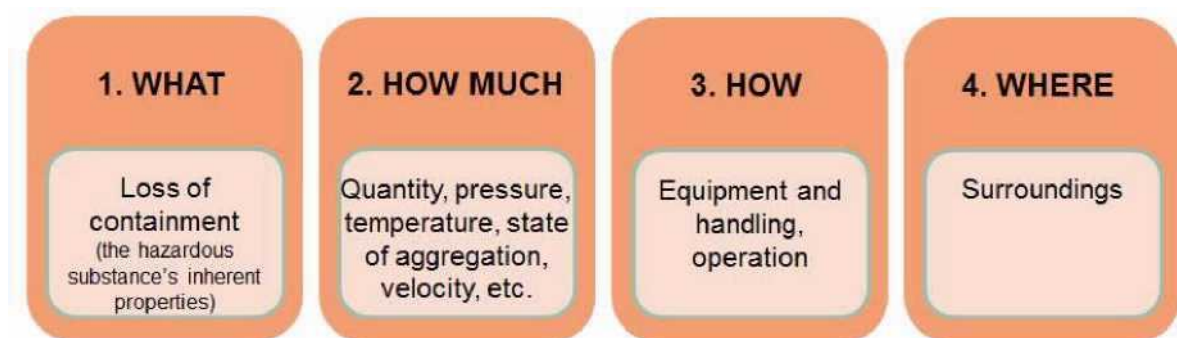 1. WHAT
Loss of
containment
(the hazardous
substance's inherent
properties)
2. HOW MUCH
Quantity, pressure,
temperature, state
of aggregation,
velocity, etc.
3. HOW
Equipment and
handling,
operation
4. WHERE
Surroundings